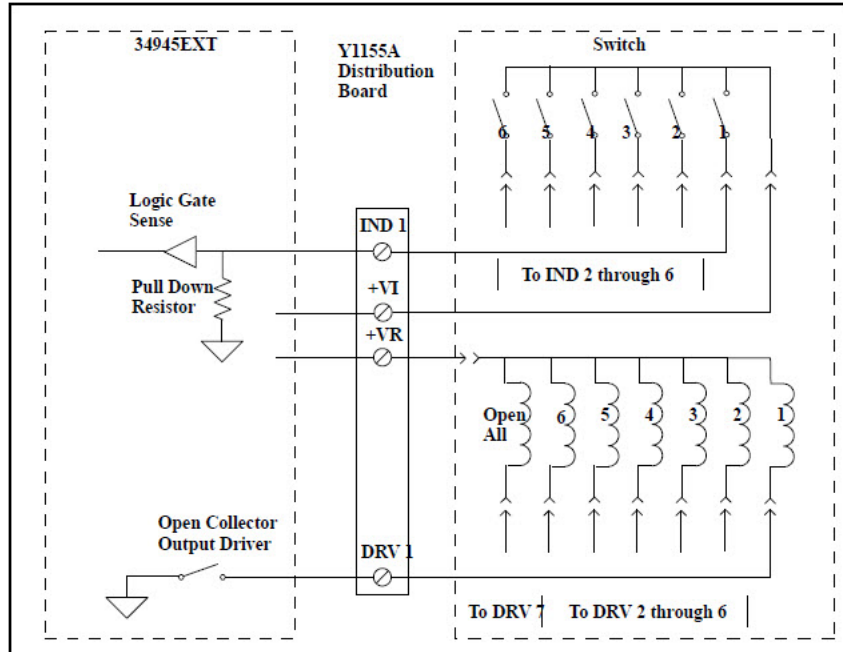 34945EXT
Y1155A
Distribution
Board
Switch
6 5 4 3 2 1
Logic Gate
Sense
IND 1
Pull Down
Resistor
To IND 2 through 6
+VI
+VR
Open
All
6 5 4 3 2 1
Open Collector
Output Driver
DRV 1
To DRV 7
To DRV 2 through 6